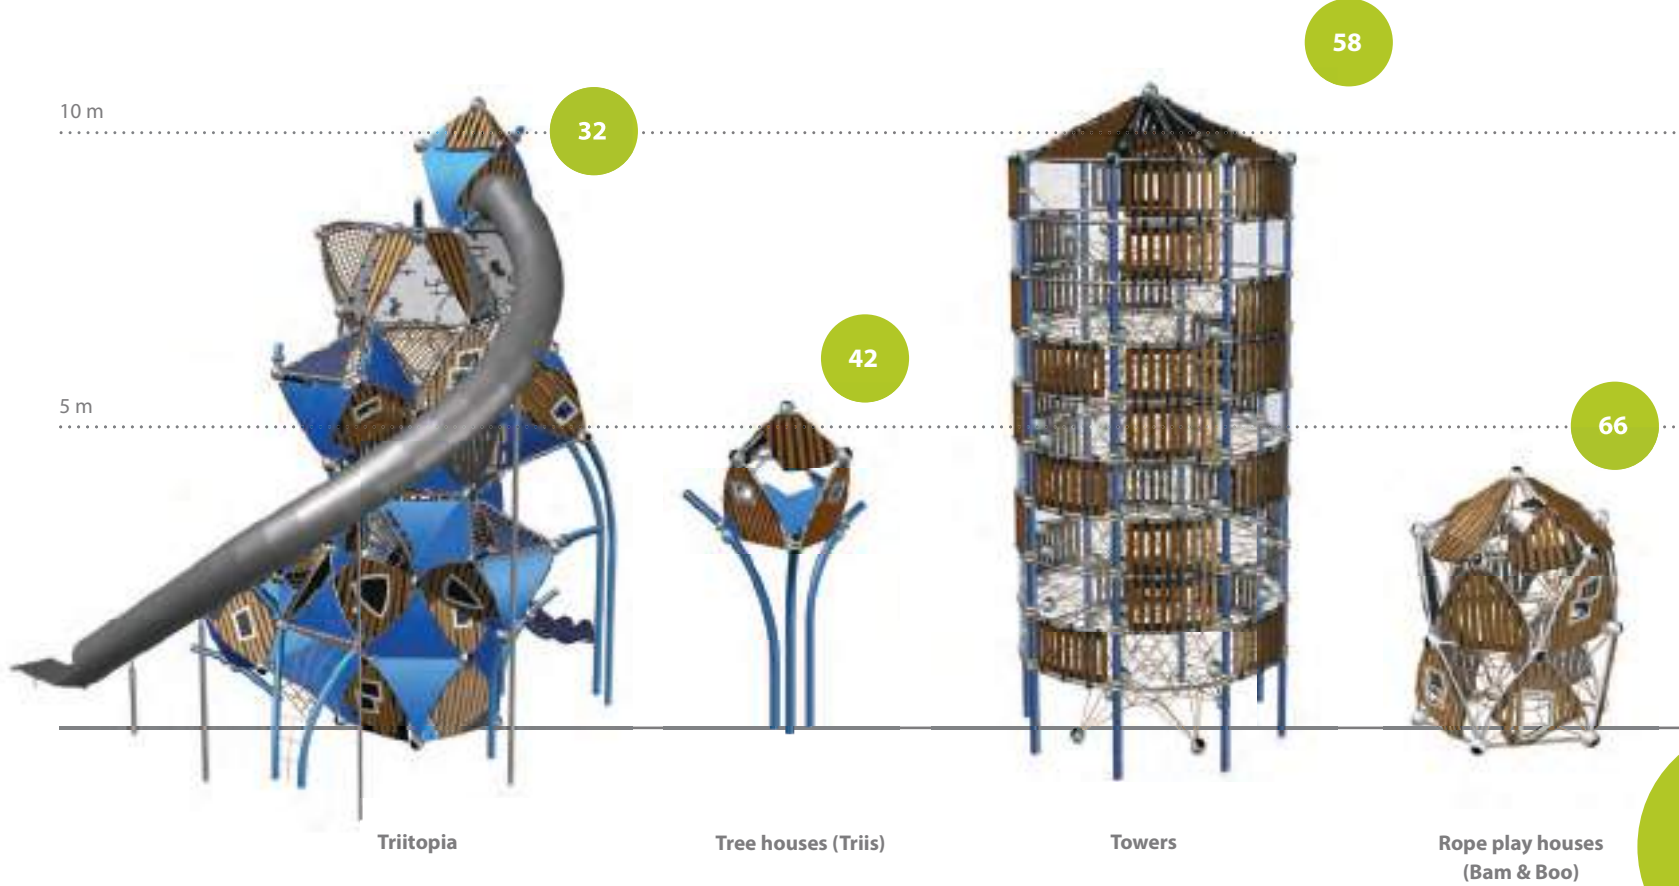 58
10 m
32
42
5 m
66
Triitopia
Tree houses (Triis)
Towers
Rope play houses
(Bam & Boo)